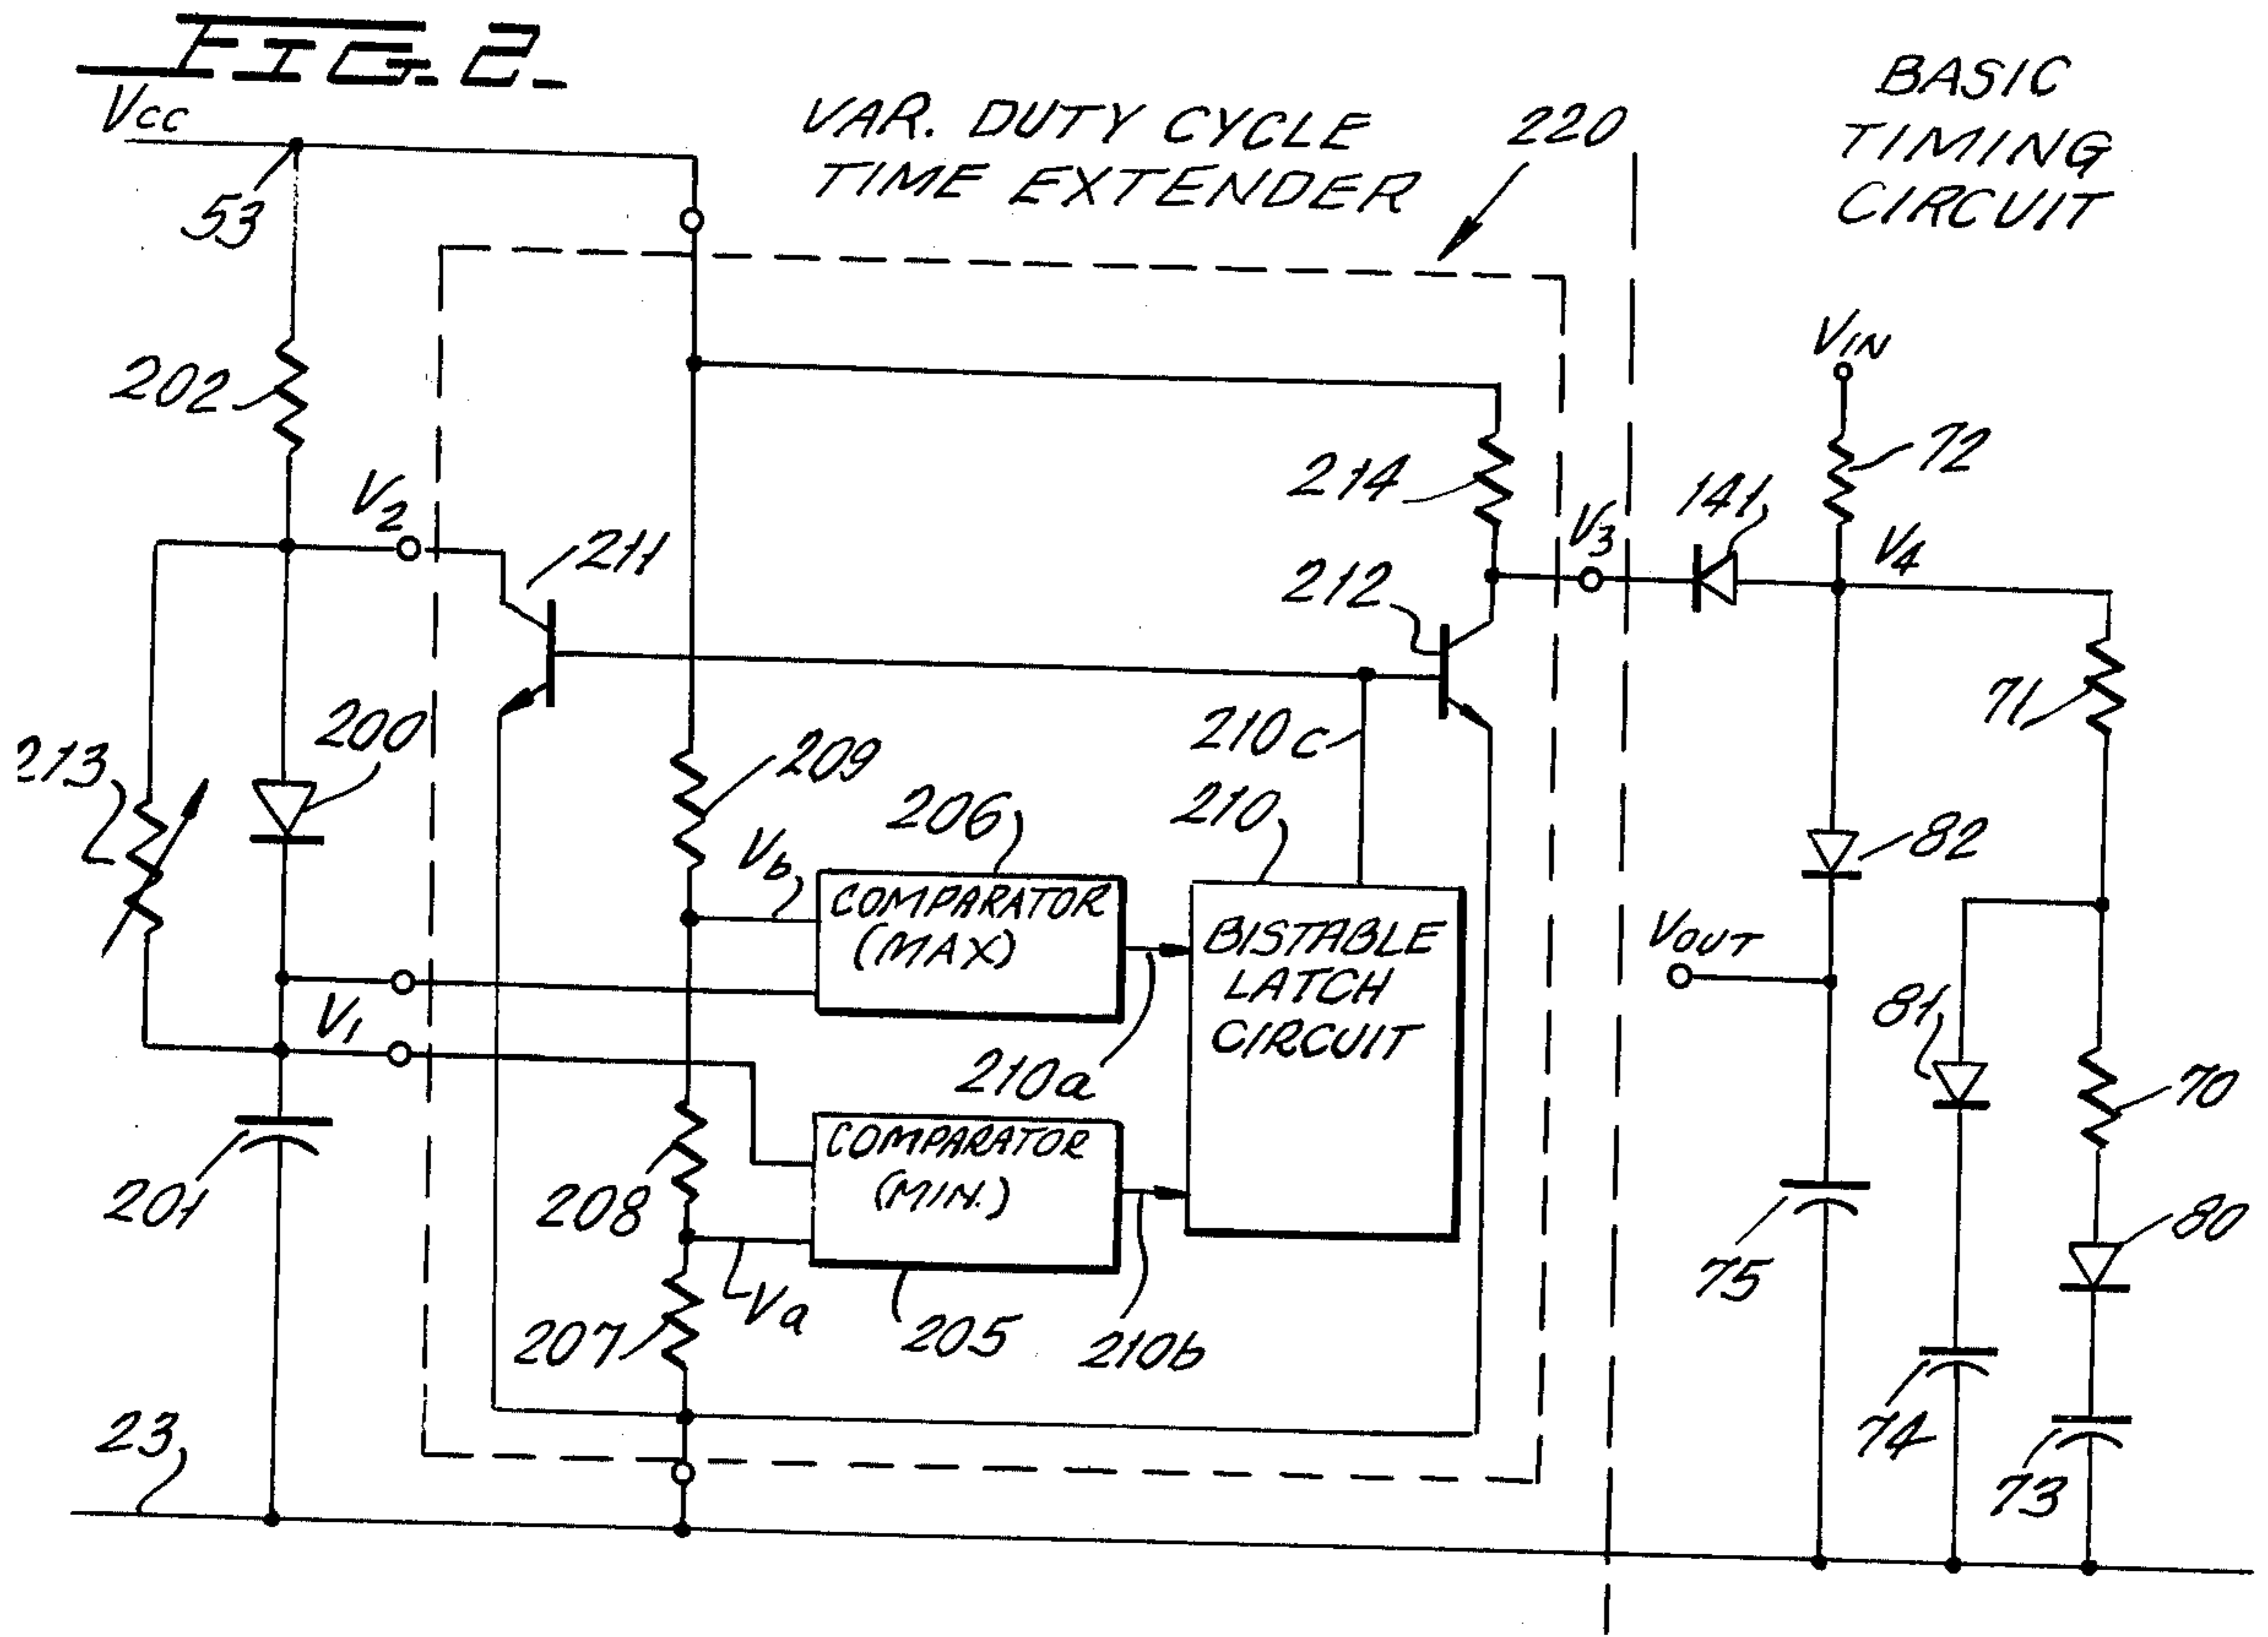 FIG. 2.
Vcc
VAR. DUTY CYCLE
TIME EXTENDER
220
BASIC
TIMING
CIRCUIT
53
VIN
202
72
V2
214
141
V3
V4
211
212
71
213
200
209
210c
206
210
82
Vb
COMPARATOR
(MAX)
BISTABLE
LATCH
CIRCUIT
VOUT
V1
81
210a
70
COMPARATOR
(MIN.)
201
208
80
75
Va
207
205
210b
74
23
73